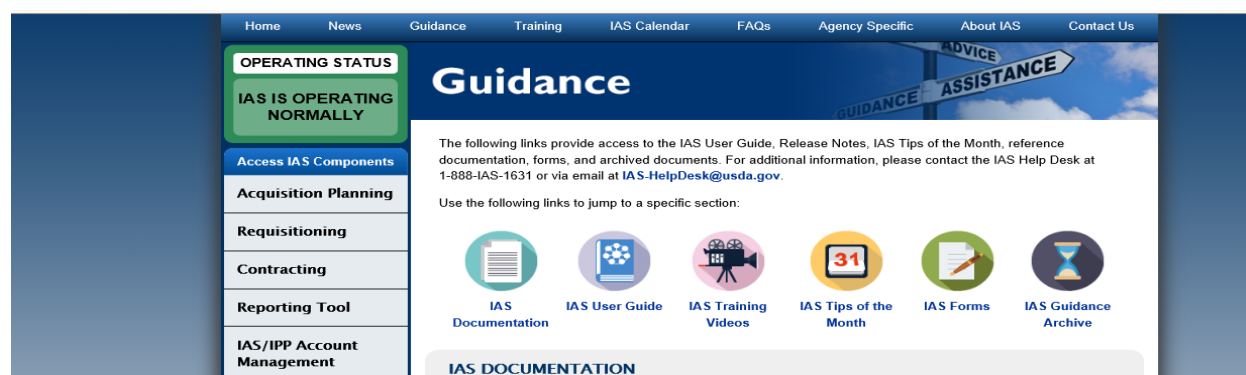 Home News Guidance Training IAS Calendar FAQs Agency Specific About IAS Contact Us
OPERATING STATUS
IAS IS OPERATING
NORMALLY
Access IAS Components
Acquisition Planning
Requisitioning
Contracting
Reporting Tool
IAS/IPP Account
Management
Guidance
ADVICE
ASSISTANCE
GUIDANCE
The following links provide access to the IAS User Guide, Release Notes, IAS Tips of the Month, reference
documentation, forms, and archived documents. For additional information, please contact the IAS Help Desk at
1-888-IAS-1631 or via email at IAS-HelpDesk@usda.gov.
Use the following links to jump to a specific section:
31
IAS
Documentation
IAS User Guide
IAS Training
Videos
IAS Tips of the
Month
IAS Forms
IAS Guidance
Archive
IAS DOCUMENTATION